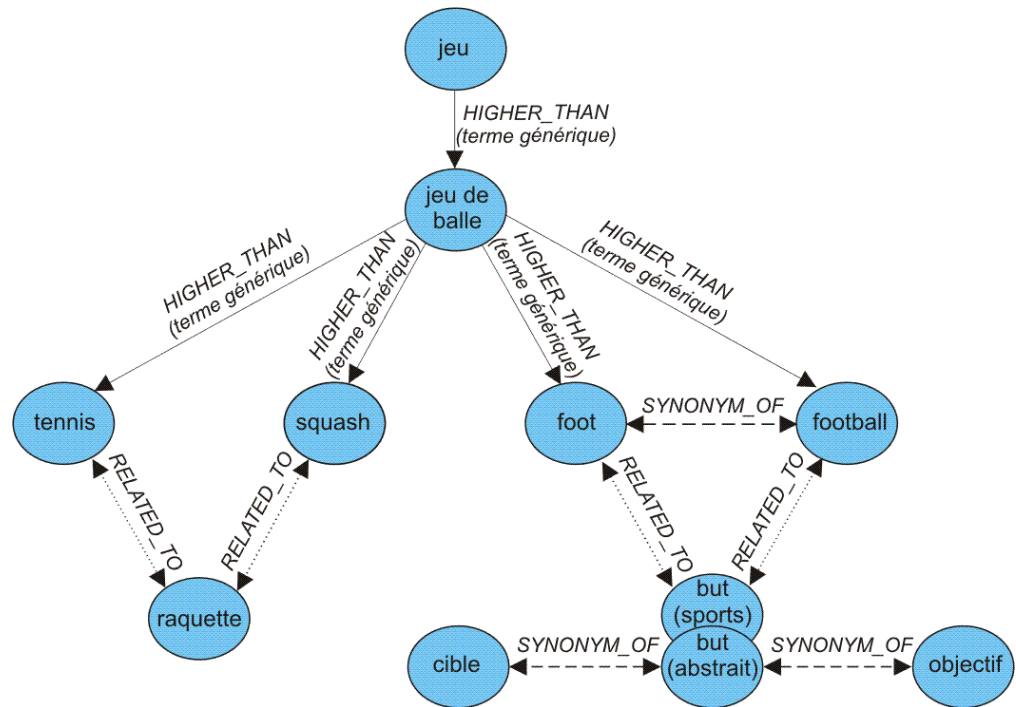 jeu
HIGHER_THAN
(terme générique)
jeu de
balle
HIGHER_THAN
(terme générique)
HIGHER_THAN
(terme générique)
HIGHER_THAN
(terme générique)
HIGHER_THAN
(terme générique)
tennis
squash
foot
SYNONYM_OF
football
RELATED_TO
RELATED_TO
RELATED_TO
RELATED_TO
raquette
but
(sports)
cible
SYNONYM_OF
but
(abstrait)
SYNONYM_OF
objectif